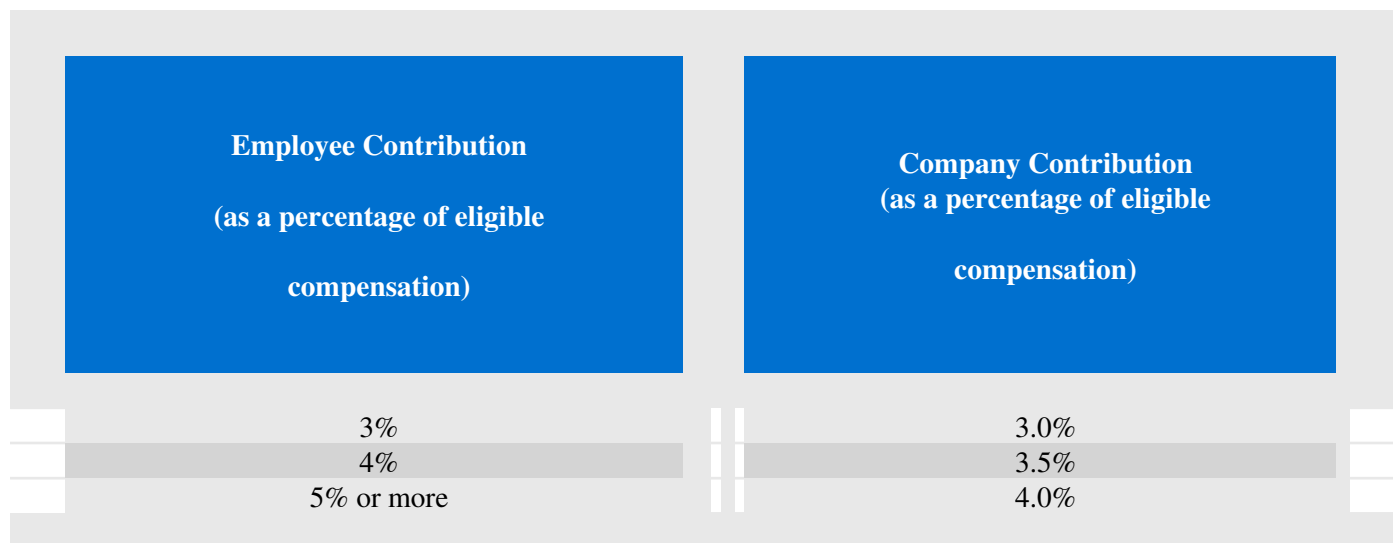 Employee Contribution
(as a percentage of eligible
compensation)
Company Contribution
(as a percentage of eligible
compensation)
3% 3.0%
4% 3.5%
5% or more 4.0%